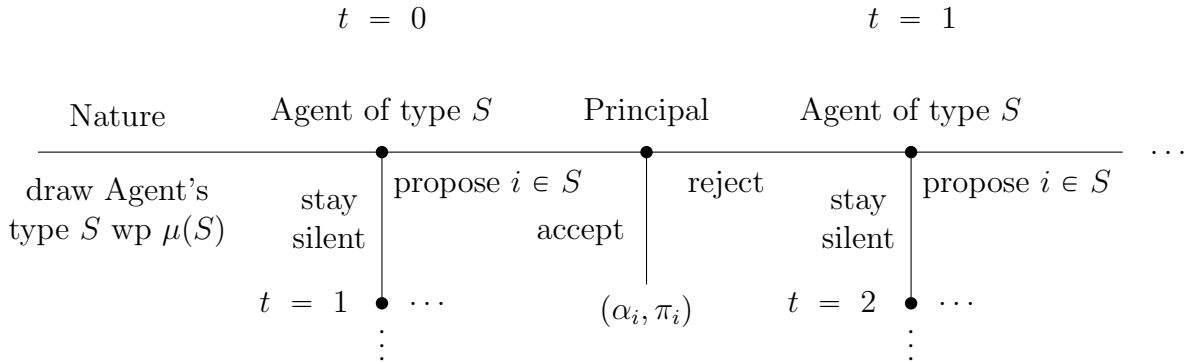 t = 0 t = 1
Nature Agent of type S Principal Agent of type S ...
draw Agent's
type S wp μ(S)
stay
silent
propose i ∈ S
accept
reject
stay
silent
propose i ∈ S
t = 1 ...
(α_i, π_i)
t = 2 ...